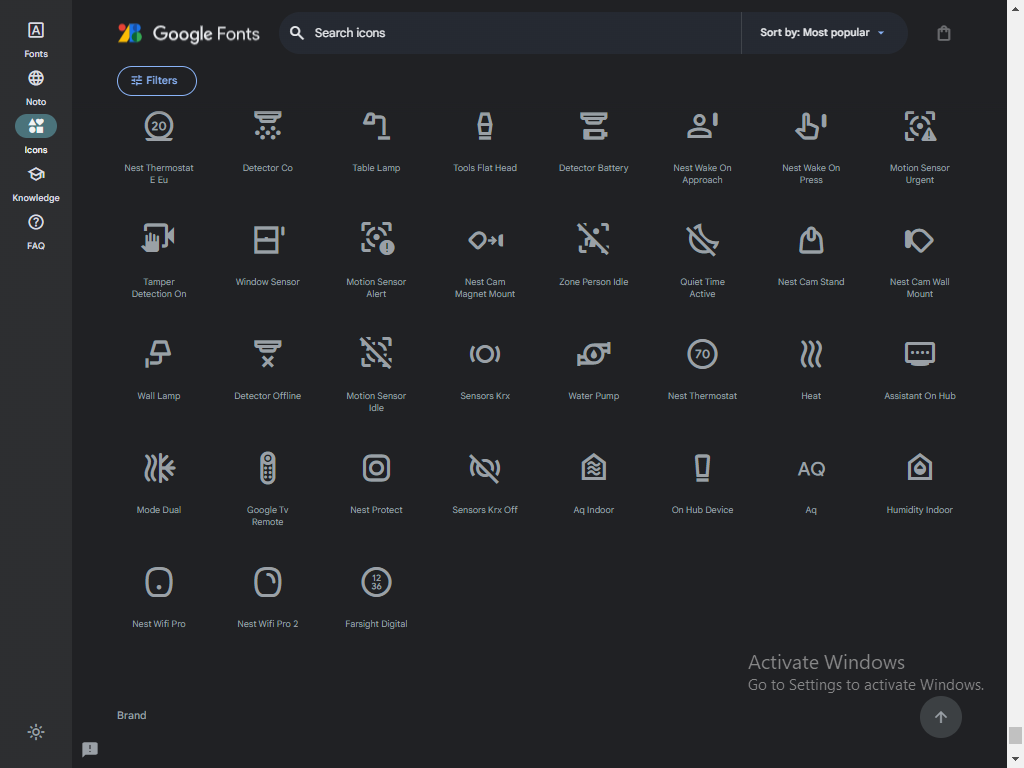 Google Fonts
Search icons
Sort by: Most popular
Fonts
Noto
Icons
Knowledge
FAQ
Filters
20
Nest Thermostat
E Eu
Detector Co
Table Lamp
Tools Flat Head
Detector Battery
Nest Wake On
Approach
Nest Wake On
Press
Motion Sensor
Urgent
Tamper
Detection On
Window Sensor
Motion Sensor
Alert
Nest Cam
Magnet Mount
Zone Person Idle
Quiet Time
Active
Nest Cam Stand
Nest Cam Wall
Mount
Wall Lamp
Detector Offline
Motion Sensor
Idle
Sensors Krx
Water Pump
70
Nest Thermostat
Heat
Assistant On Hub
Mode Dual
Google Tv
Remote
Nest Protect
Sensors Krx Off
Aq Indoor
On Hub Device
AQ
Aq
Humidity Indoor
Nest Wifi Pro
Nest Wifi Pro 2
12
36
Farsight Digital
Activate Windows
Go to Settings to activate Windows.
Brand